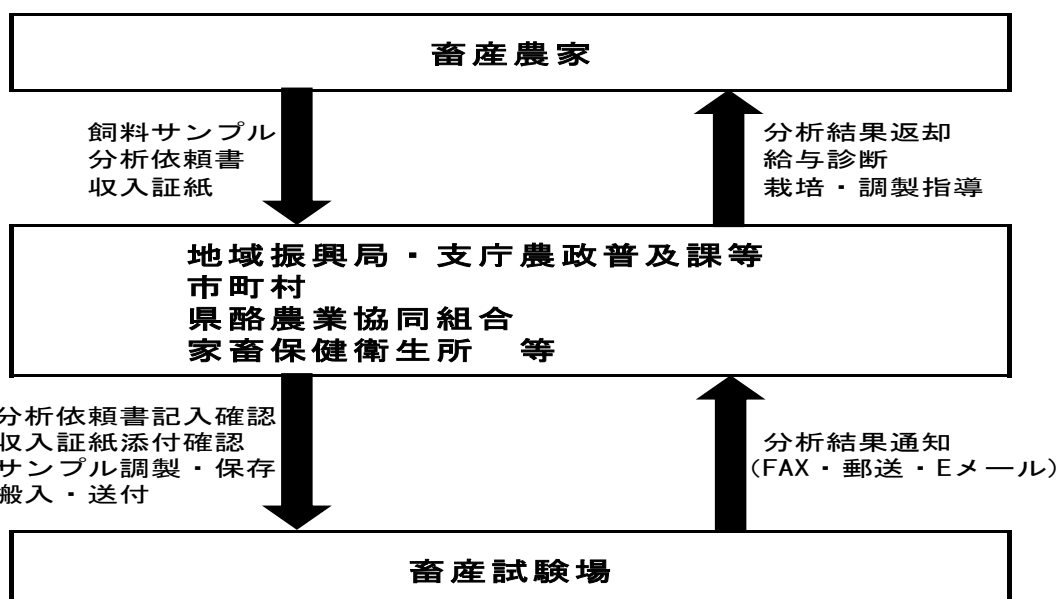 畜産農家
飼料サンプル
分析依頼書
収入証紙
分析結果返却
給与診断
栽培・調製指導
地域振興局・支庁農政普及課等
市町村
県酪農業協同組合
家畜保健衛生所　等
分析依頼書記入確認
収入証紙添付確認
サンプル調製・保存
搬入・送付
分析結果通知
(FAX・郵送・Eメール)
畜産試験場